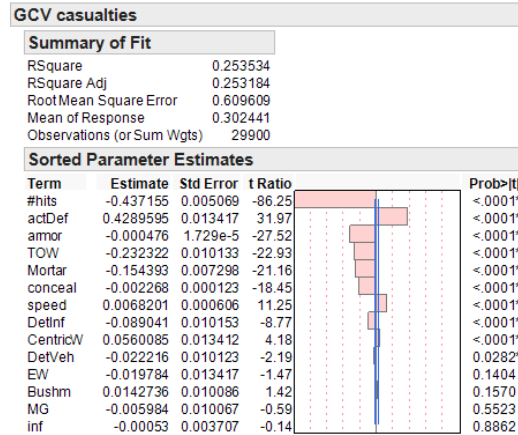 GCV casualties
Summary of Fit
RSquare 0.253534
RSquare Adj 0.253184
Root Mean Square Error 0.609609
Mean of Response 0.302441
Observations (or Sum Wgts) 29900
Sorted Parameter Estimates
Term Estimate Std Error t Ratio Prob>|t|
#hits -0.437155 0.005069 -86.25 <.0001*
actDef 0.4289595 0.013417 31.97 <.0001*
armor -0.000476 1.729e-5 -27.52 <.0001*
TOW -0.232322 0.010133 -22.93 <.0001*
Mortar -0.154393 0.007298 -21.16 <.0001*
conceal -0.002268 0.000123 -18.45 <.0001*
speed 0.0068201 0.000606 11.25 <.0001*
DetInf -0.089041 0.010153 -8.77 <.0001*
CentricW 0.0560085 0.013412 4.18 <.0001*
DetVeh -0.022216 0.010123 -2.19 0.0282*
EW -0.019784 0.013417 -1.47 0.1404
Bushm 0.0142736 0.010086 1.42 0.1570
MG -0.005984 0.010067 -0.59 0.5523
inf -0.00053 0.003707 -0.14 0.8862